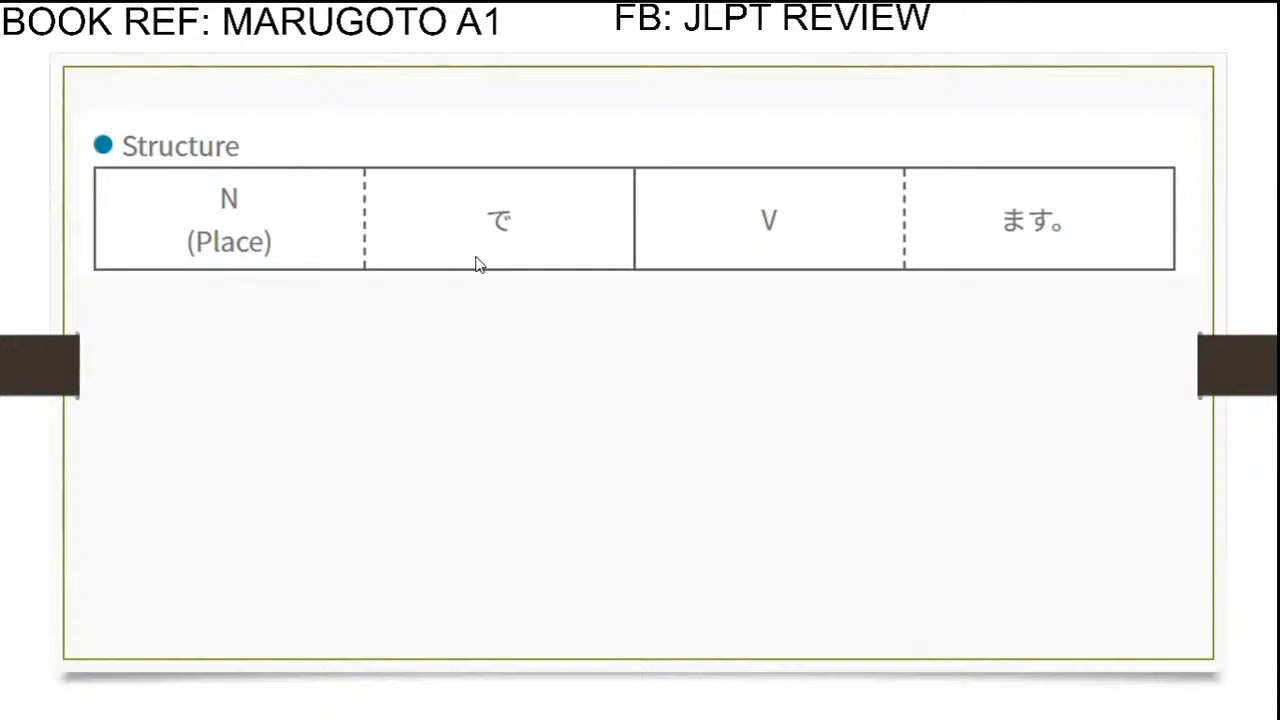 BOOK REF: MARUGOTO A1
FB: JLPT REVIEW
Structure
N
(Place)
で
V
ます。